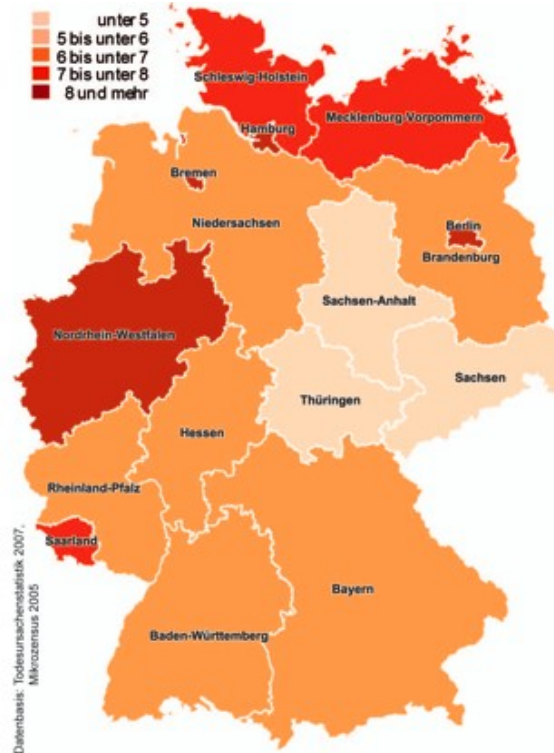 unter 5
5 bis unter 6
6 bis unter 7
7 bis unter 8
8 und mehr
Schleswig-Holstein
Mecklenburg-Vorpommern
Hamburg
Bremen
Niedersachsen
Berlin
Brandenburg
Sachsen-Anhalt
Nordrhein-Westfalen
Sachsen
Thüringen
Hessen
Rheinland-Pfalz
Saarland
Bayern
Baden-Württemberg
Datenbasis: Todesursachenstatistik 2007,
Mikrozensus 2005